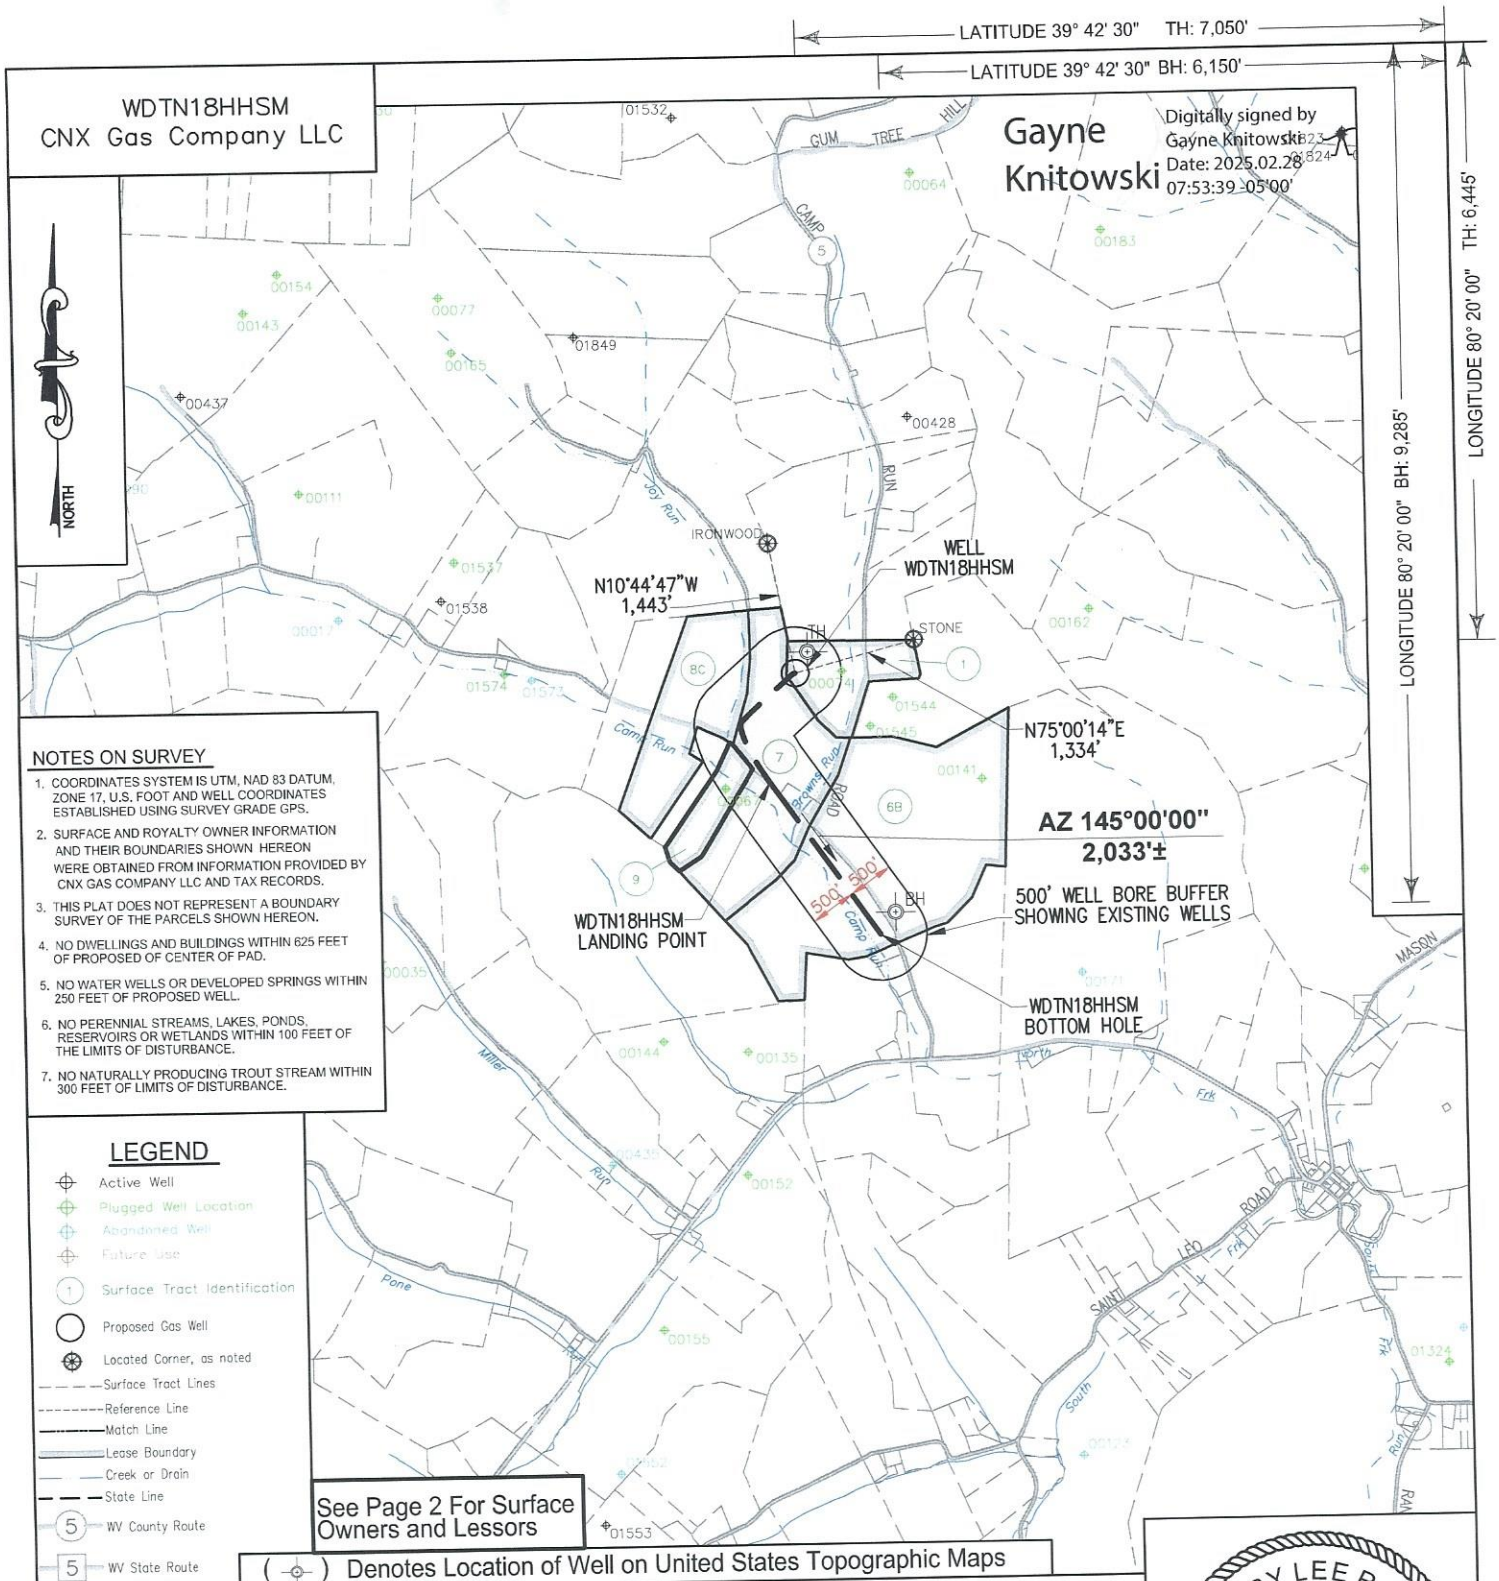 LATITUDE 39° 42' 30" TH: 7,050'
LATITUDE 39° 42' 30" BH: 6,150'
WDTN18HHSM
CNX Gas Company LLC
Gayne
Knitowski
Digitally signed by
Gayne Knitowski
Date: 2025.02.28
07:53:39 -05'00'
LONGITUDE 80° 20' 00" TH: 6,445'
LONGITUDE 80° 20' 00" BH: 9,285'
NORTH
01532
GUM TREE HILL
00064
01824
CAMP
5
00183
00154
00143
00077
01849
00165
00437
00428
00111
RUN
Joy Run
IRONWOOD
WELL
WDTN18HHSM
01537
01538
N10°44'47"W
1,443'
00162
TH
STONE
8C
1
00074
01574
01573
01544
01545
N75°00'14"E
1,334'
Camp Run
7
Browns Run
ROAD
00141
6B
AZ 145°00'00"
2,033'±
9
500' 500'
BH
500' WELL BORE BUFFER
SHOWING EXISTING WELLS
WDTN18HHSM
LANDING POINT
Camp Run
MASON
00035
00171
WDTN18HHSM
BOTTOM HOLE
NOTES ON SURVEY
1. COORDINATES SYSTEM IS UTM, NAD 83 DATUM,
ZONE 17, U.S. FOOT AND WELL COORDINATES
ESTABLISHED USING SURVEY GRADE GPS.
2. SURFACE AND ROYALTY OWNER INFORMATION
AND THEIR BOUNDARIES SHOWN HEREON
WERE OBTAINED FROM INFORMATION PROVIDED BY
CNX GAS COMPANY LLC AND TAX RECORDS.
3. THIS PLAT DOES NOT REPRESENT A BOUNDARY
SURVEY OF THE PARCELS SHOWN HEREON.
4. NO DWELLINGS AND BUILDINGS WITHIN 625 FEET
OF PROPOSED OF CENTER OF PAD.
5. NO WATER WELLS OR DEVELOPED SPRINGS WITHIN
250 FEET OF PROPOSED WELL.
6. NO PERENNIAL STREAMS, LAKES, PONDS,
RESERVOIRS OR WETLANDS WITHIN 100 FEET OF
THE LIMITS OF DISTURBANCE.
7. NO NATURALLY PRODUCING TROUT STREAM WITHIN
300 FEET OF LIMITS OF DISTURBANCE.
00144
00135
North
Frk
Miller
Run
00152
LEGEND
Active Well
Plugged Well Location
Abandoned Well
Future Use
1 Surface Tract Identification
Proposed Gas Well
Located Corner, as noted
Surface Tract Lines
Reference Line
Match Line
Lease Boundary
Creek or Drain
State Line
5 WV County Route
5 WV State Route
Pone
Run
00155
SAINT LEO ROAD
Frk
South
Frk
01324
Run
South
00123
01553
See Page 2 For Surface
Owners and Lessors
( ) Denotes Location of Well on United States Topographic Maps
LEE